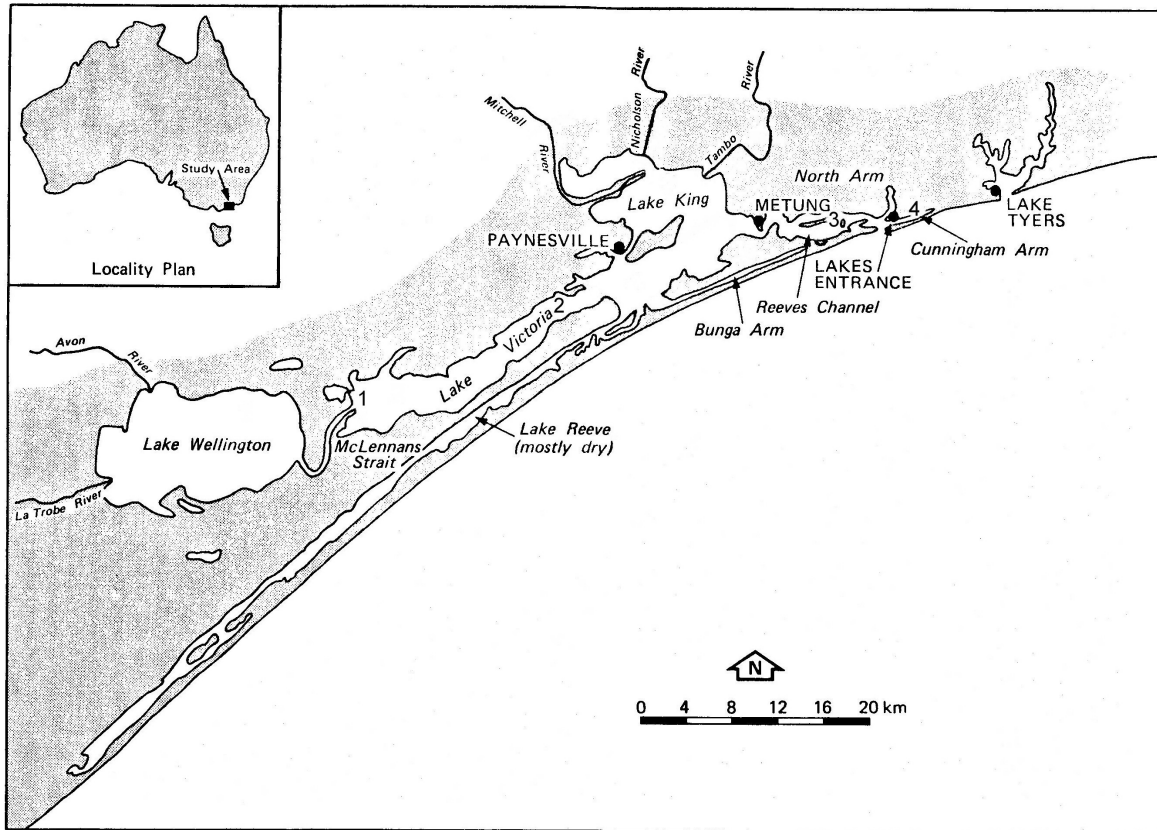 Study Area
Locality Plan
Mitchell
River
Nicholson
River
River
Tambo
Lake King
North Arm
METUNG
3
4
LAKE
TYERS
PAYNESVILLE
Cunningham Arm
LAKES
ENTRANCE
Reeves Channel
Bunga Arm
2
Victoria
Lake
Avon
River
1
Lake Wellington
McLennans
Strait
Lake Reeve
(mostly dry)
La Trobe River
N
0 4 8 12 16 20 km